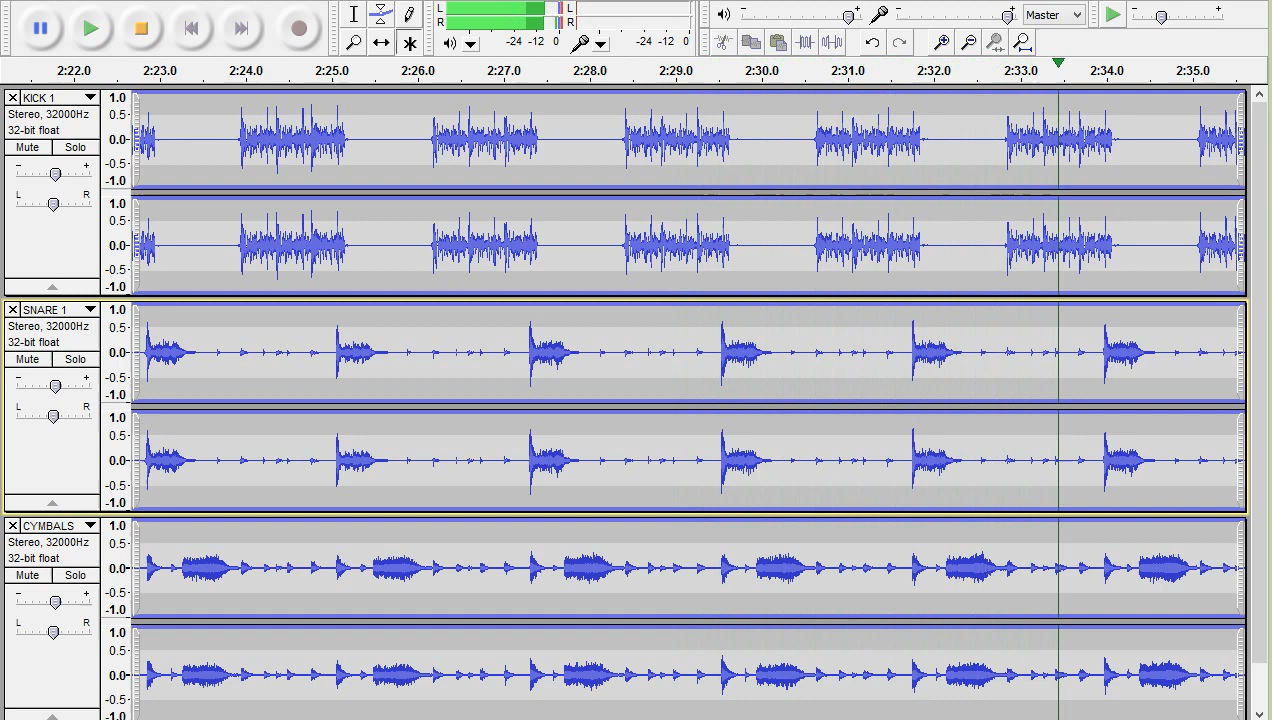 L L
R R
-24 -12 0 -24 -12 0
Master
2:22.0 2:23.0 2:24.0 2:25.0 2:26.0 2:27.0 2:28.0 2:29.0 2:30.0 2:31.0 2:32.0 2:33.0 2:34.0 2:35.0
KICK 1
Stereo, 32000Hz
32-bit float
Mute Solo
- +
L R
1.0
0.5
0.0
-0.5
-1.0
1.0
0.5
0.0
-0.5
-1.0
SNARE 1
Stereo, 32000Hz
32-bit float
Mute Solo
- +
L R
1.0
0.5
0.0
-0.5
-1.0
1.0
0.5
0.0
-0.5
-1.0
CYMBALS
Stereo, 32000Hz
32-bit float
Mute Solo
- +
L R
1.0
0.5
0.0
-0.5
-1.0
1.0
0.5
0.0
-0.5
-1.0